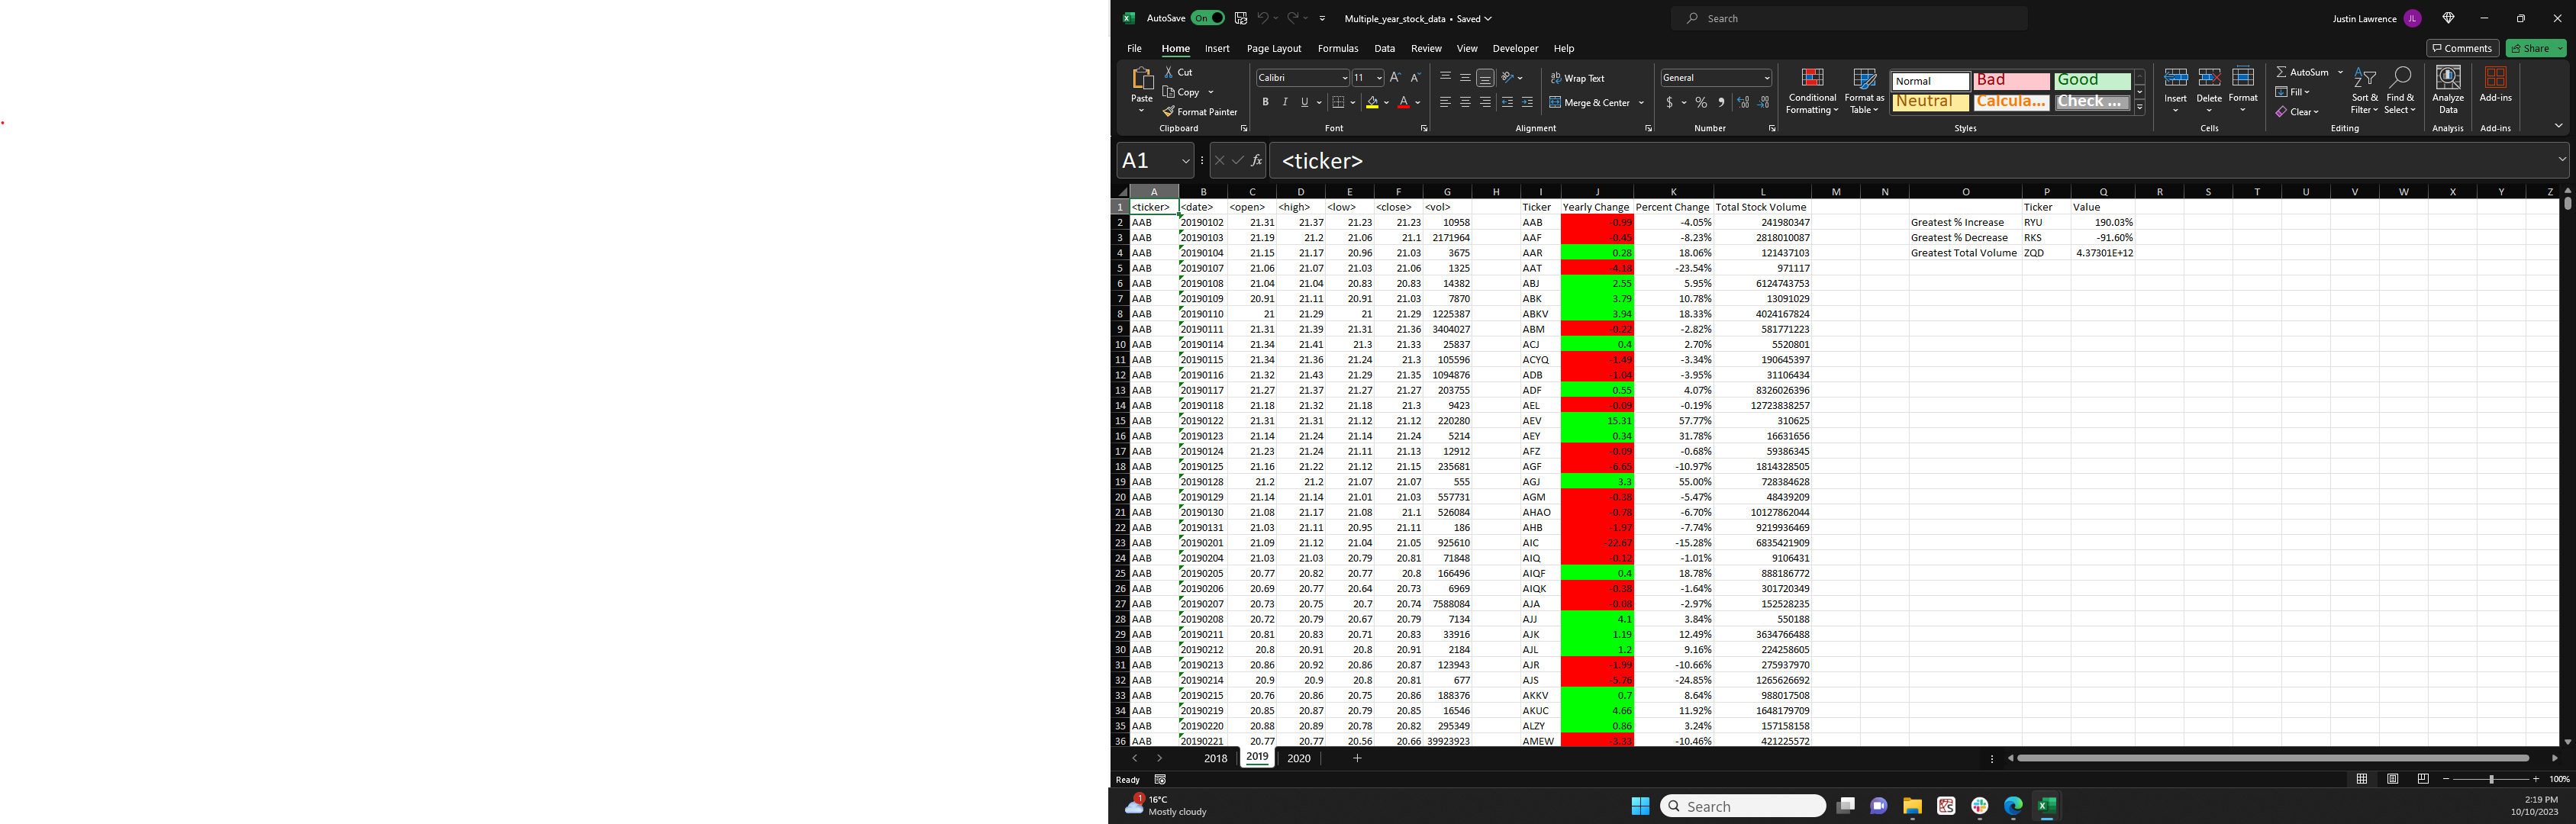 AutoSave On Multiple_year_stock_data • Saved Search Justin Lawrence JL
File Home Insert Page Layout Formulas Data Review View Developer Help Comments Share
Paste Cut Copy Format Painter Clipboard
Calibri 11 B I U A Font
Wrap Text Merge & Center Alignment
General $ % Number
Conditional Formatting Format as Table
Normal Bad Good
Neutral Calcula... Check ...
Styles
Insert Delete Format Cells
AutoSum Fill Clear Sort & Filter Find & Select Editing
Analyze Data Analysis
Add-ins Add-ins
A1 fx <ticker>
A B C D E F G H I J K L M N O P Q R S T U V W X Y Z
1 <ticker> <date> <open> <high> <low> <close> <vol> Ticker Yearly Change Percent Change Total Stock Volume Ticker Value
2 AAB 20190102 21.31 21.37 21.23 21.23 10958 AAB -0.99 -4.05% 241980347 Greatest % Increase RYU 190.03%
3 AAB 20190103 21.19 21.2 21.06 21.1 2171964 AAF -0.45 -8.23% 2818010087 Greatest % Decrease RKS -91.60%
4 AAB 20190104 21.15 21.17 20.96 21.03 3675 AAR 0.28 18.06% 121437103 Greatest Total Volume ZQD 4.37301E+12
5 AAB 20190107 21.06 21.07 21.03 21.06 1325 AAT -4.18 -23.54% 971117
6 AAB 20190108 21.04 21.04 20.83 20.83 14382 ABJ 2.55 5.95% 6124743753
7 AAB 20190109 20.91 21.11 20.91 21.03 7870 ABK 3.79 10.78% 13091029
8 AAB 20190110 21 21.29 21 21.29 1225387 ABKV 3.94 18.33% 4024167824
9 AAB 20190111 21.31 21.39 21.31 21.36 3404027 ABM -0.22 -2.82% 581771223
10 AAB 20190114 21.34 21.41 21.3 21.33 25837 ACJ 0.4 2.70% 5520801
11 AAB 20190115 21.34 21.36 21.24 21.3 105596 ACYQ -1.49 -3.34% 190645397
12 AAB 20190116 21.32 21.43 21.29 21.35 1094876 ADB -1.04 -3.95% 31106434
13 AAB 20190117 21.27 21.37 21.27 21.27 203755 ADF 0.55 4.07% 8326026396
14 AAB 20190118 21.18 21.32 21.18 21.3 9423 AEL -0.09 -0.19% 12723838257
15 AAB 20190122 21.31 21.31 21.12 21.12 220280 AEV 15.31 57.77% 310625
16 AAB 20190123 21.14 21.24 21.14 21.24 5214 AEY 0.34 31.78% 16631656
17 AAB 20190124 21.23 21.24 21.11 21.13 12912 AFZ -0.09 -0.68% 59386345
18 AAB 20190125 21.16 21.22 21.12 21.15 235681 AGF -6.65 -10.97% 1814328505
19 AAB 20190128 21.2 21.2 21.07 21.07 555 AGJ 3.3 55.00% 728384628
20 AAB 20190129 21.14 21.14 21.01 21.03 557731 AGM -0.38 -5.47% 48439209
21 AAB 20190130 21.08 21.17 21.08 21.1 526084 AHAO -0.78 -6.70% 10127862044
22 AAB 20190131 21.03 21.11 20.95 21.11 186 AHB -1.97 -7.74% 9219936469
23 AAB 20190201 21.09 21.12 21.04 21.05 925610 AIC -22.67 -15.28% 6835421909
24 AAB 20190204 21.03 21.03 20.79 20.81 71848 AIQ -0.12 -1.01% 9106431
25 AAB 20190205 20.77 20.82 20.77 20.8 166496 AIQF 0.4 18.78% 888186772
26 AAB 20190206 20.69 20.77 20.64 20.73 6969 AIQK -0.38 -1.64% 301720349
27 AAB 20190207 20.73 20.75 20.7 20.74 7588084 AJA -0.08 -2.97% 152528235
28 AAB 20190208 20.72 20.79 20.67 20.79 7134 AJJ 4.1 3.84% 550188
29 AAB 20190211 20.81 20.83 20.71 20.83 33916 AJK 1.19 12.49% 3634766488
30 AAB 20190212 20.8 20.91 20.8 20.91 2184 AJL 1.2 9.16% 224258605
31 AAB 20190213 20.86 20.92 20.86 20.87 123943 AJR -1.99 -10.66% 275937970
32 AAB 20190214 20.9 20.9 20.8 20.81 677 AJS -5.76 -24.85% 1265626692
33 AAB 20190215 20.76 20.86 20.75 20.86 188376 AKKV 0.7 8.64% 988017508
34 AAB 20190219 20.85 20.87 20.79 20.85 16546 AKUC 4.66 11.92% 1648179709
35 AAB 20190220 20.88 20.89 20.78 20.82 295349 ALZY 0.86 3.24% 157158158
36 AAB 20190221 20.77 20.77 20.56 20.66 39923923 AMEW -3.33 -10.46% 421225572
2018 2019 2020 +
Ready 100%
1 16°C Mostly cloudy Search 2:19 PM
10/10/2023